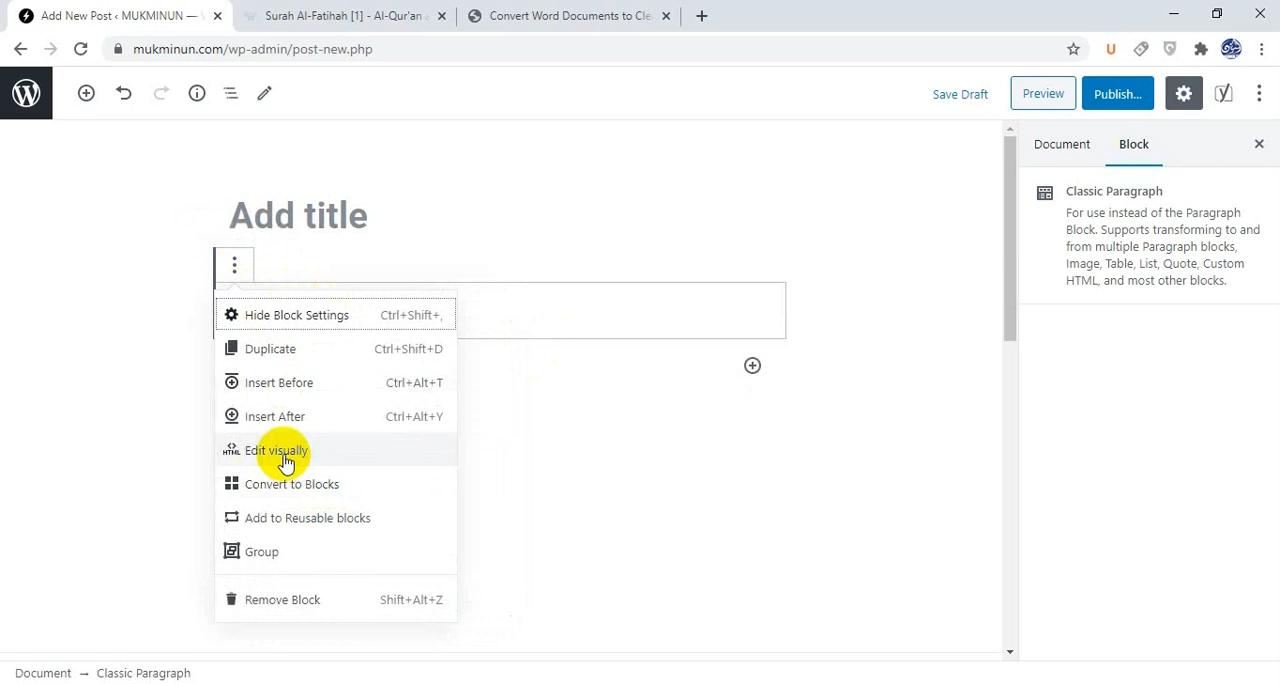 Add New Post ‹ MUKMINUN — W
Surah Al-Fatihah [1] - Al-Qur'an a
Convert Word Documents to Cle
mukminun.com/wp-admin/post-new.php
U
Save Draft
Preview
Publish...
Document
Block
Classic Paragraph
For use instead of the Paragraph
Block. Supports transforming to and
from multiple Paragraph blocks,
Image, Table, List, Quote, Custom
HTML, and most other blocks.
Add title
Hide Block Settings Ctrl+Shift+,
Duplicate Ctrl+Shift+D
Insert Before Ctrl+Alt+T
Insert After Ctrl+Alt+Y
HTML Edit visually
Convert to Blocks
Add to Reusable blocks
Group
Remove Block Shift+Alt+Z
Document → Classic Paragraph